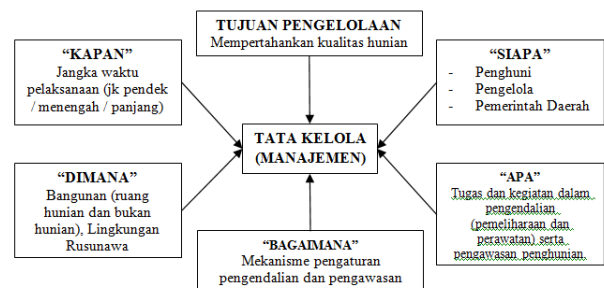 TUJUAN PENGELOLAAN
Mempertahankan kualitas hunian
“KAPAN”
Jangka waktu
pelaksanaan (jk pendek
/ menengah / panjang)
“SIAPA”
- Penghuni
- Pengelola
- Pemerintah Daerah
TATA KELOLA
(MANAJEMEN)
“DIMANA”
Bangunan (ruang
hunian dan bukan
hunian), Lingkungan
Rusunawa
“APA”
Tugas dan kegiatan dalam
pengendalian
(pemeliharaan dan
perawatan) serta
pengawasan penghunian.
“BAGAIMANA”
Mekanisme pengaturan
pengendalian dan pengawasan